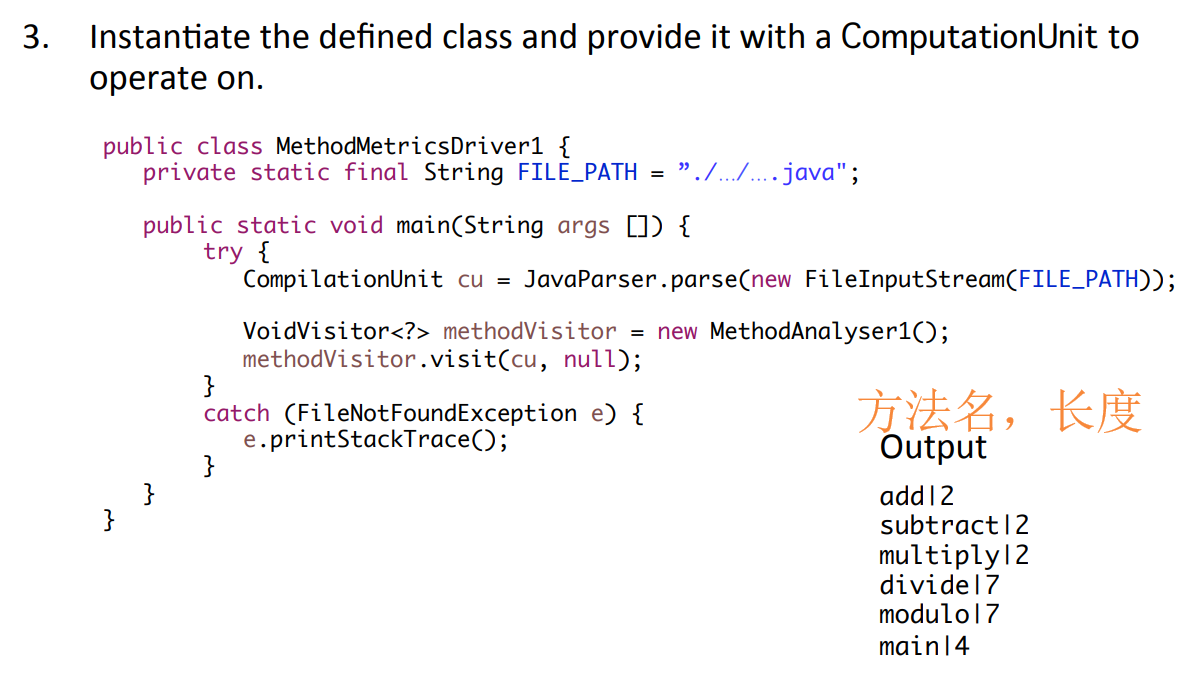 3. Instantiate the defined class and provide it with a ComputationUnit to
operate on.
public class MethodMetricsDriver1 {
private static final String FILE_PATH = ”./…/….java";
public static void main(String args []) {
try {
CompilationUnit cu = JavaParser.parse(new FileInputStream(FILE_PATH));
VoidVisitor<?> methodVisitor = new MethodAnalyser1();
methodVisitor.visit(cu, null);
}
catch (FileNotFoundException e) {
e.printStackTrace();
}
}
}
方法名，长度
Output
add|2
subtract|2
multiply|2
divide|7
modulo|7
main|4